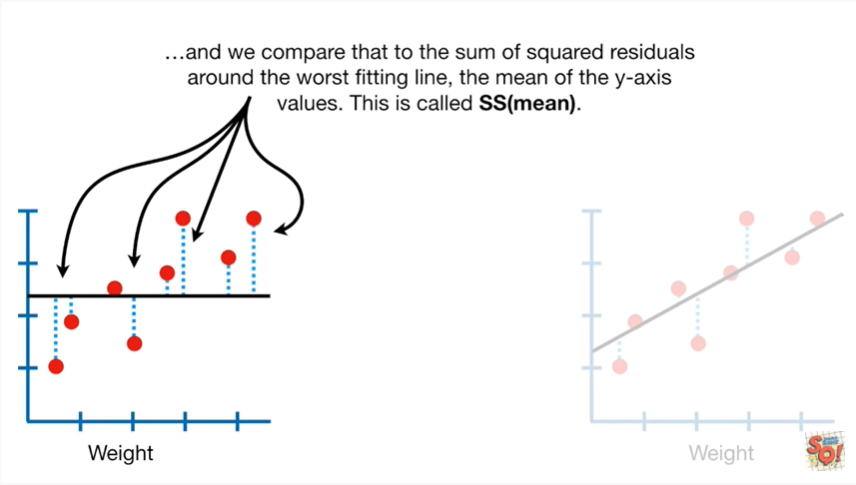 ...and we compare that to the sum of squared residuals
around the worst fitting line, the mean of the y-axis
values. This is called SS(mean).
Weight
Weight
SQ!